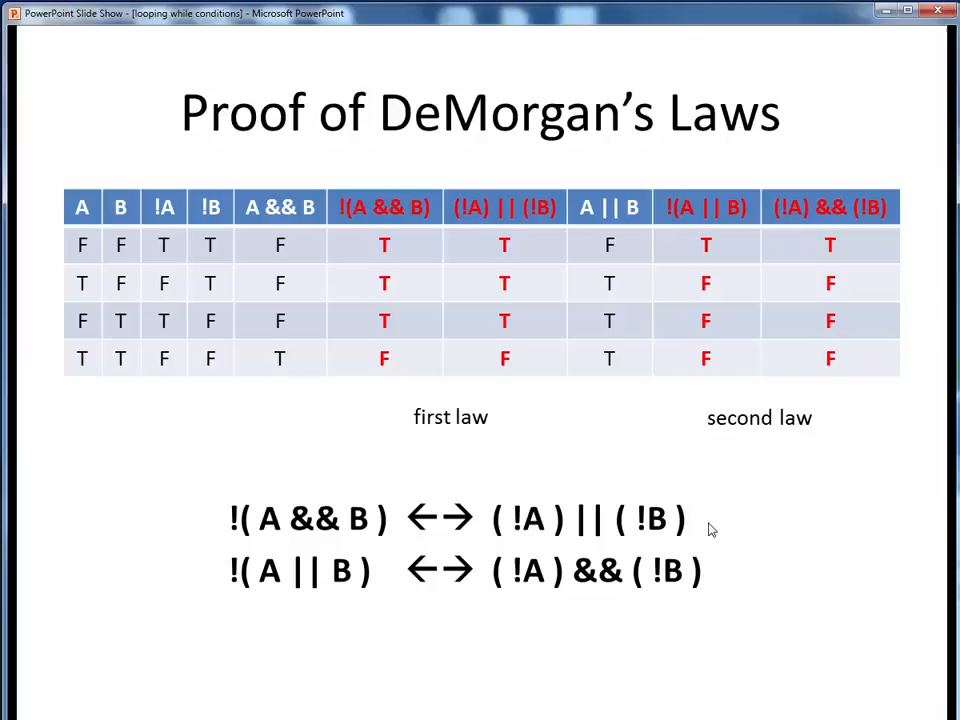 PowerPoint Slide Show - [looping while conditions] - Microsoft PowerPoint
Proof of DeMorgan’s Laws
A B !A !B A && B !(A && B) (!A) || (!B) A || B !(A || B) (!A) && (!B)
F F T T F T T F T T
T F F T F T T T F F
F T T F F T T T F F
T T F F T F F T F F
first law second law
!( A && B ) ←→ ( !A ) || ( !B )
!( A || B ) ←→ ( !A ) && ( !B )